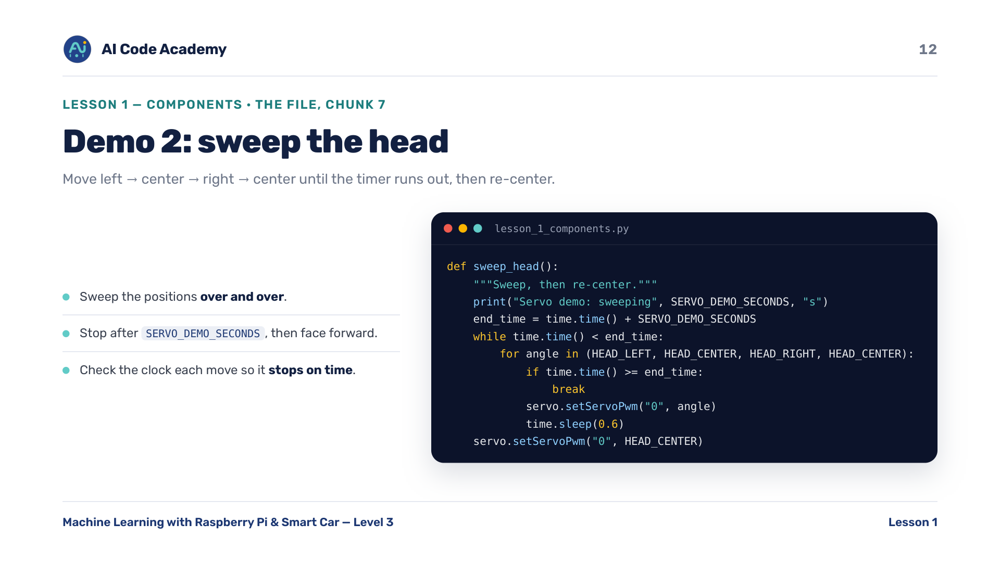 AI Code Academy
12
LESSON 1 — COMPONENTS • THE FILE, CHUNK 7
Demo 2: sweep the head
Move left → center → right → center until the timer runs out, then re-center.
Sweep the positions over and over.
Stop after SERVO_DEMO_SECONDS, then face forward.
Check the clock each move so it stops on time.
lesson_1_components.py
def sweep_head():
    """Sweep, then re-center."""
    print("Servo demo: sweeping", SERVO_DEMO_SECONDS, "s")
    end_time = time.time() + SERVO_DEMO_SECONDS
    while time.time() < end_time:
        for angle in (HEAD_LEFT, HEAD_CENTER, HEAD_RIGHT, HEAD_CENTER):
            if time.time() >= end_time:
                break
            servo.setServoPwm("0", angle)
            time.sleep(0.6)
    servo.setServoPwm("0", HEAD_CENTER)
Machine Learning with Raspberry Pi & Smart Car — Level 3
Lesson 1